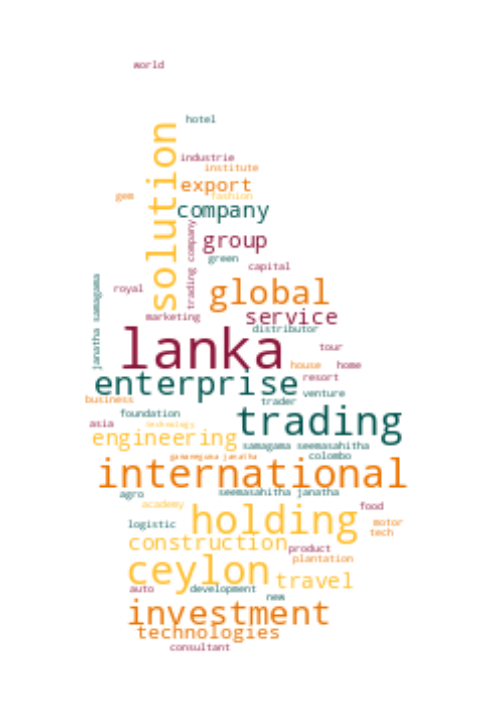 world
hotel
solution
industrie
institute
export
gem
fashion
company
trading company
group
green
capital
janatha samagama
royal
global
marketing
service
distributor
lanka
tour
house home
enterprise
resort
business
venture
trader
foundation
trading
asia
technology
engineering
samagama seemasahitha
gamaneguma janatha
colombo
international
agro
seemasahitha janatha
academy
food
holding
logistic
motor
tech
construction
product
plantation
ceylon
travel
auto
development
new
investment
technologies
consultant